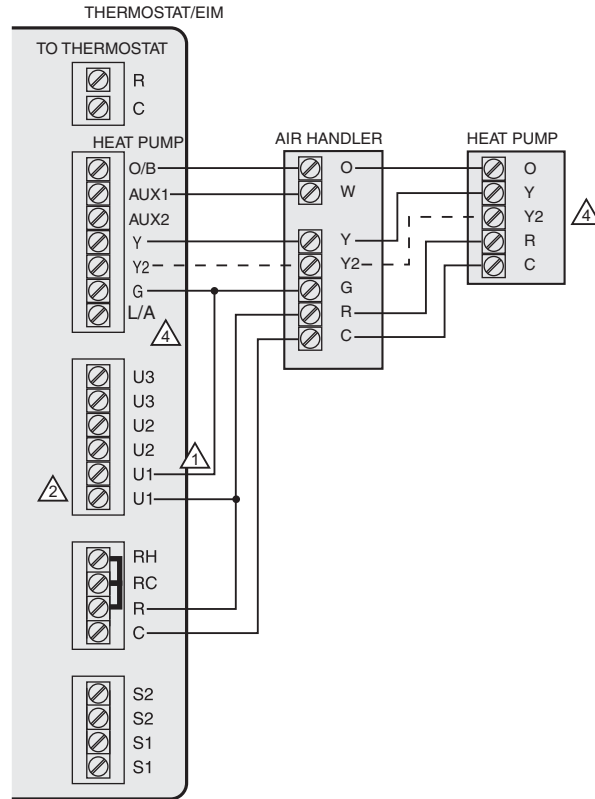 THERMOSTAT/EIM
TO THERMOSTAT
R
C
HEAT PUMP
O/B
AUX1
AUX2
Y
Y2
G
L/A
4
U3
U3
U2
U2
U1
1
U1
2
RH
RC
R
C
S2
S2
S1
S1
AIR HANDLER
O
W
Y
Y2
G
R
C
HEAT PUMP
O
Y
Y2
R
C
4